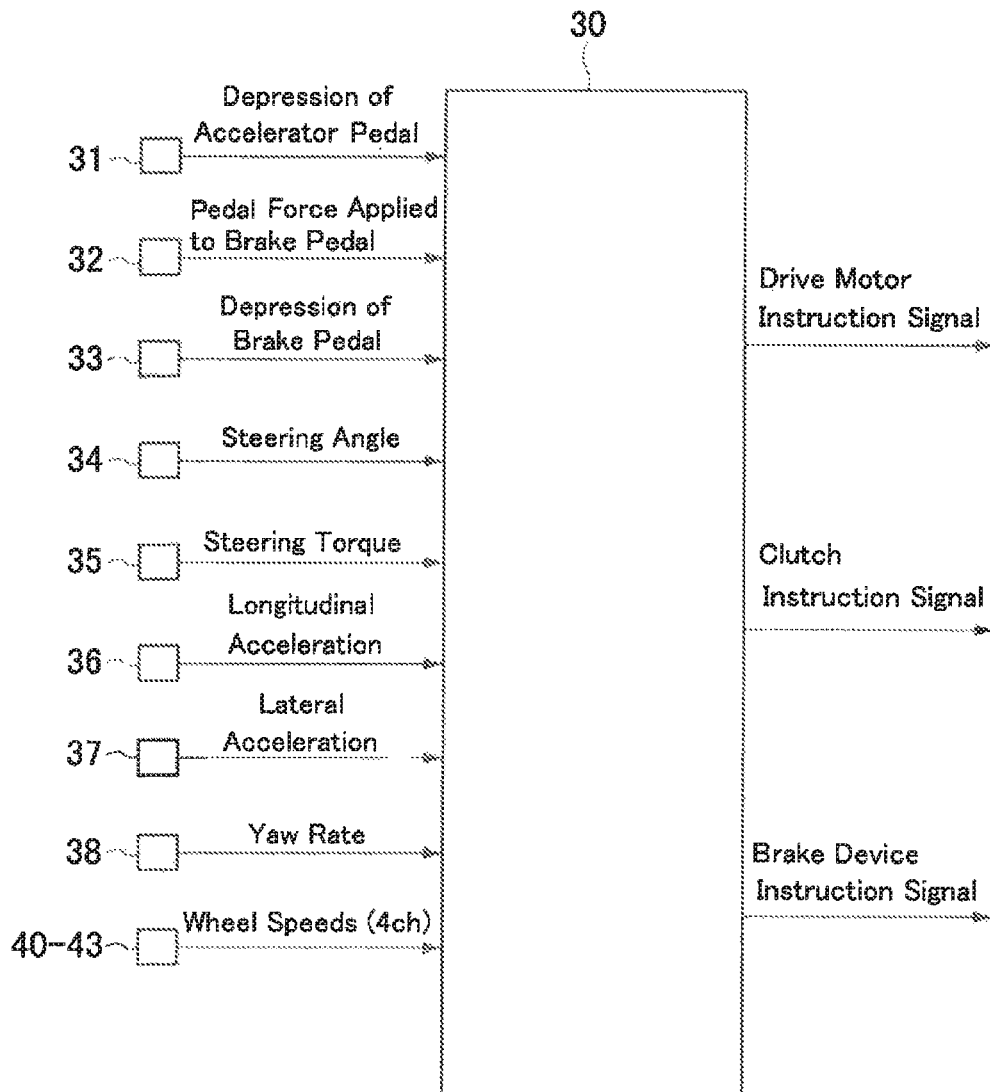 30
Depression of
Accelerator Pedal
31
Pedal Force Applied
to Brake Pedal
32
Depression of
Brake Pedal
33
Drive Motor
Instruction Signal
Steering Angle
34
Steering Torque
35
Clutch
Instruction Signal
Longitudinal
Acceleration
36
Lateral
Acceleration
37
Yaw Rate
38
Brake Device
Instruction Signal
Wheel Speeds (4ch)
40-43